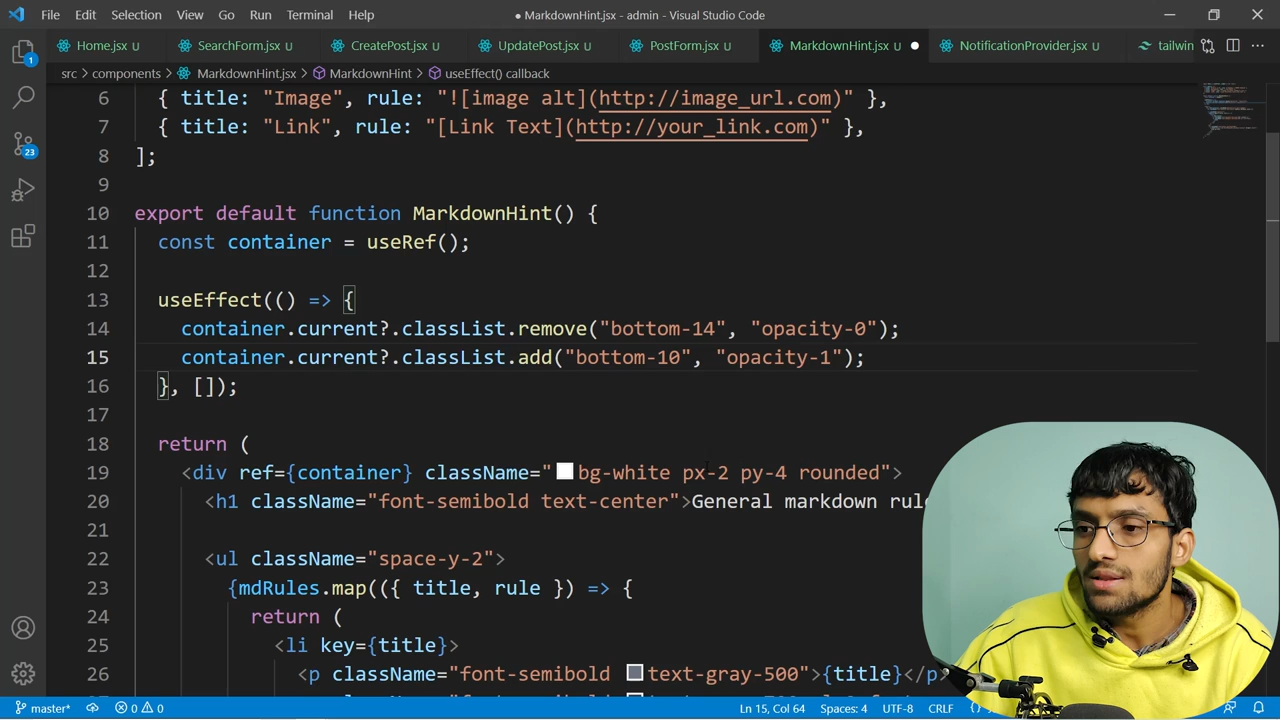 File Edit Selection View Go Run Terminal Help ● MarkdownHint.jsx - admin - Visual Studio Code
Home.jsx SearchForm.jsx CreatePost.jsx UpdatePost.jsx PostForm.jsx MarkdownHint.jsx NotificationProvider.jsx tailwin
src > components > MarkdownHint.jsx > MarkdownHint > useEffect() callback
6 { title: "Image", rule: "![image alt](http://image_url.com)" },
7 { title: "Link", rule: "[Link Text](http://your_link.com)" },
8 ];
9
10 export default function MarkdownHint() {
11 const container = useRef();
12
13 useEffect(() => {
14 container.current?.classList.remove("bottom-14", "opacity-0");
15 container.current?.classList.add("bottom-10", "opacity-1");
16 }, []);
17
18 return (
19 <div ref={container} className=" bg-white px-2 py-4 rounded">
20 <h1 className="font-semibold text-center">General markdown rule
21
22 <ul className="space-y-2">
23 {mdRules.map(({ title, rule }) => {
24 return (
25 <li key={title}>
26 <p className="font-semibold text-gray-500">{title}</p>
1
23
master* 0 0 Ln 15, Col 64 Spaces: 4 UTF-8 CRLF